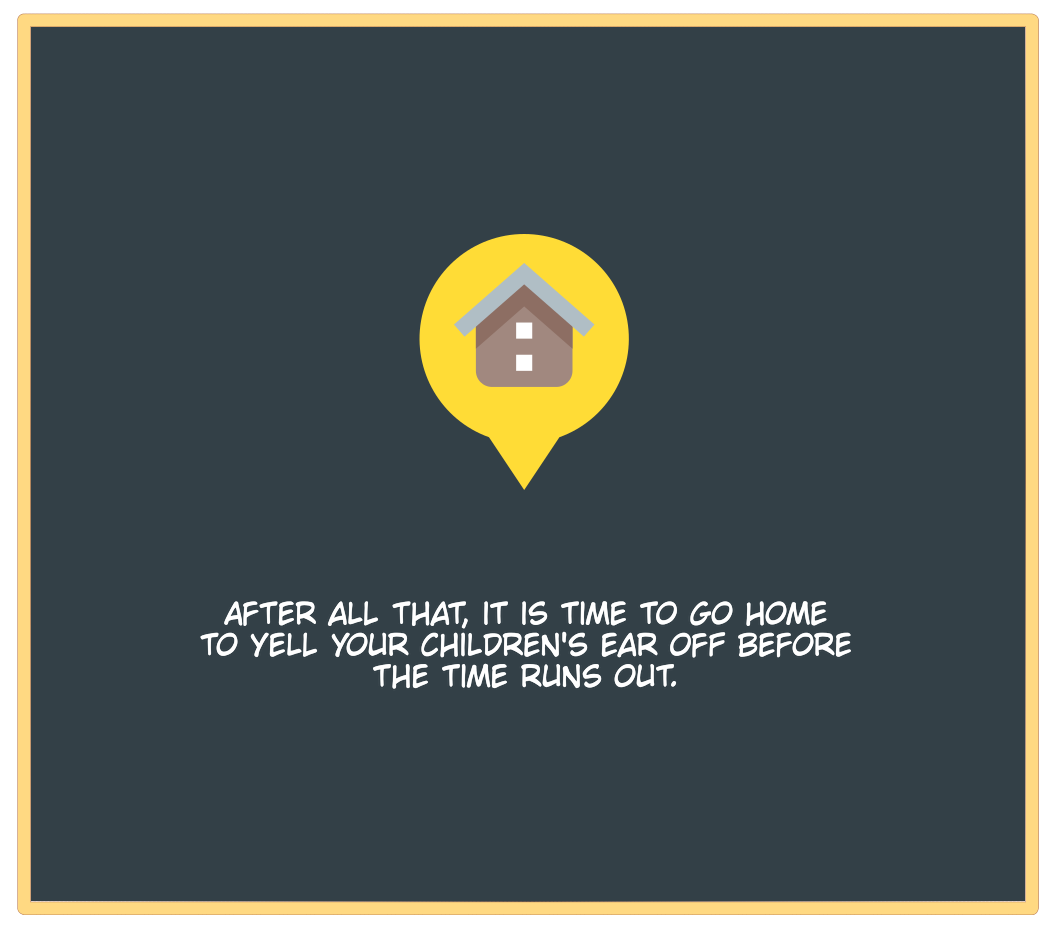 AFTER ALL THAT, IT IS TIME TO GO HOME
TO YELL YOUR CHILDREN'S EAR OFF BEFORE
THE TIME RUNS OUT.